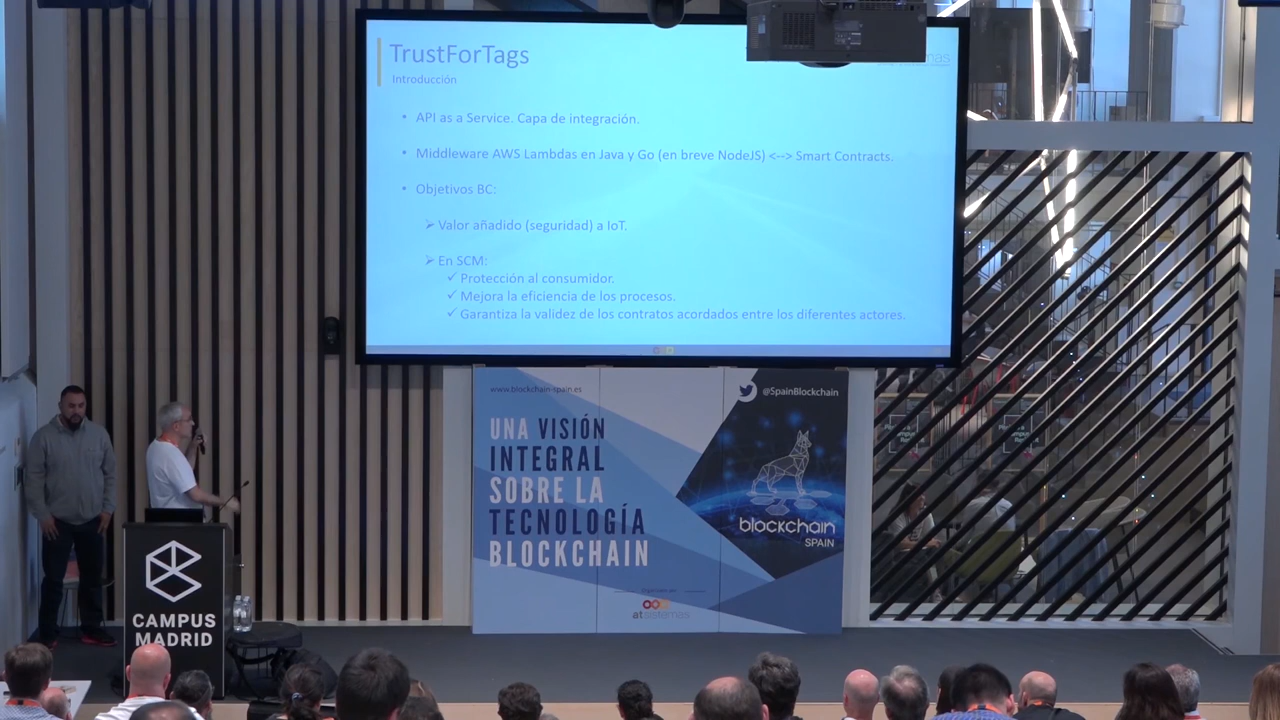 TrustForTags
Introducción
• API as a Service. Capa de integración.
• Middleware AWS Lambdas en Java y Go (en breve NodeJS) <--> Smart Contracts.
• Objetivos BC:
➢ Valor añadido (seguridad) a IoT.
➢ En SCM:
✓ Protección al consumidor.
✓ Mejora la eficiencia de los procesos.
✓ Garantiza la validez de los contratos acordados entre los diferentes actores.
www.blockchain-spain.es
@SpainBlockchain
UNA VISIÓN
INTEGRAL
SOBRE LA
TECNOLOGÍA
BLOCKCHAIN
blockchain
SPAIN
atsistemas
CAMPUS
MADRID